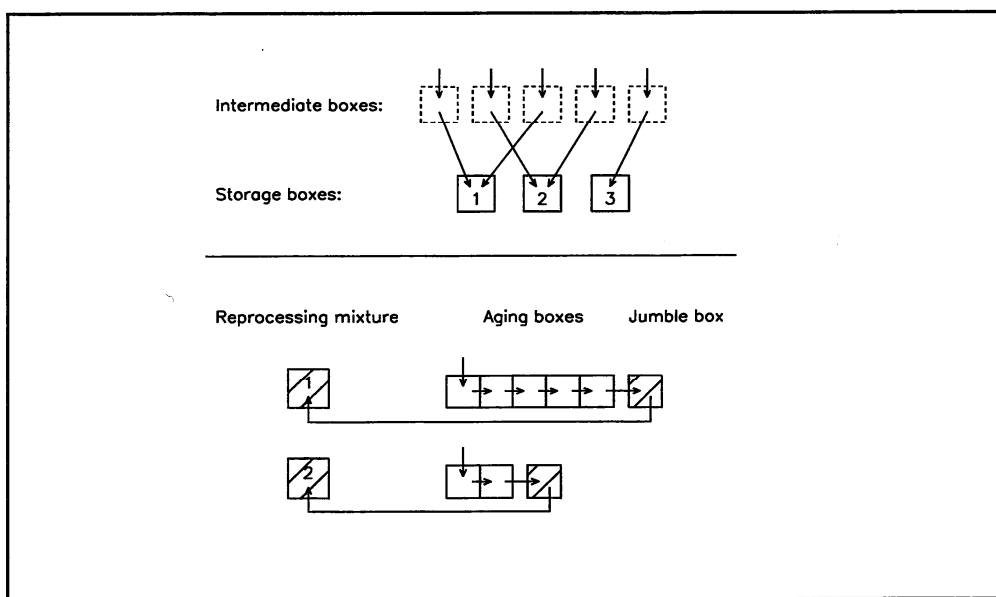 Intermediate boxes:
Storage boxes:
1 2 3
Reprocessing mixture Aging boxes Jumble box
1
2